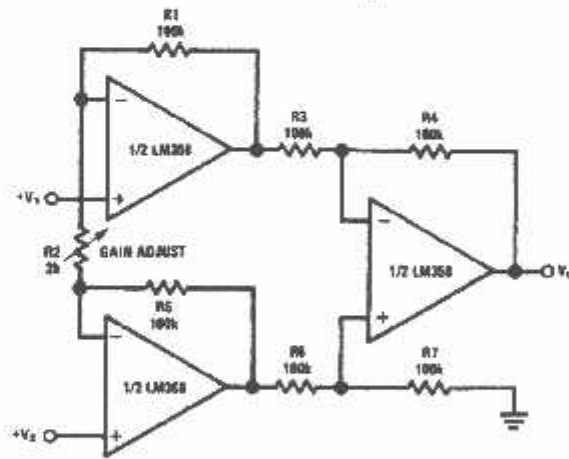 R1
100k
1/2 LM358
+V₁
R2
2k
GAIN ADJUST
R3
100k
R4
100k
1/2 LM358
R5
100k
1/2 LM358
+V₂
R6
100k
R7
100k